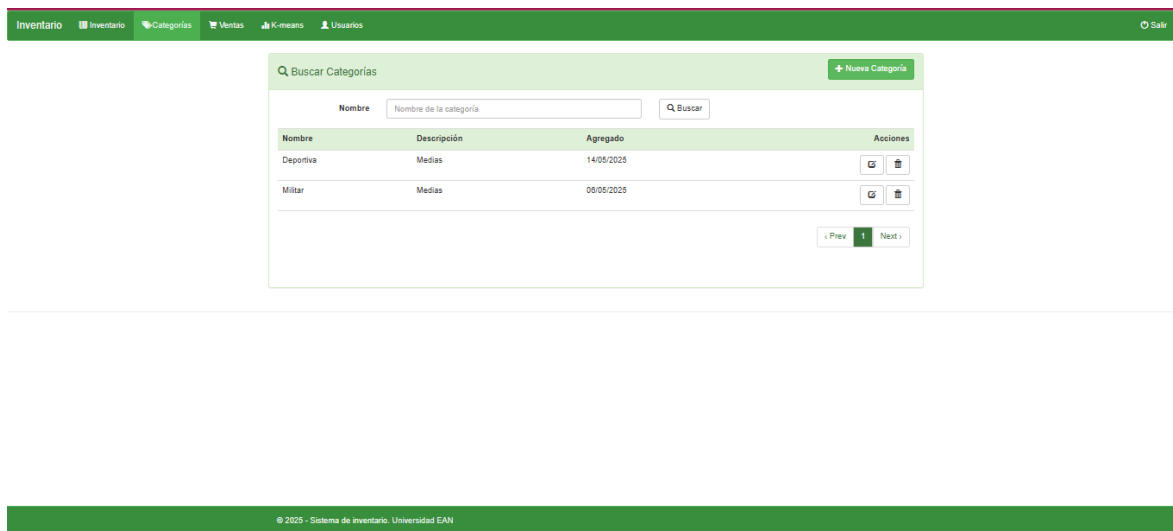 Inventario Inventario Categorías Ventas K-means Usuarios Salir
Buscar Categorías Nueva Categoría
Nombre Nombre de la categoría Buscar
Nombre Descripción Agregado Acciones
Deportiva Medias 14/05/2025
Militar Medias 06/05/2025
‹ Prev 1 Next ›
© 2025 - Sistema de inventario. Universidad EAN